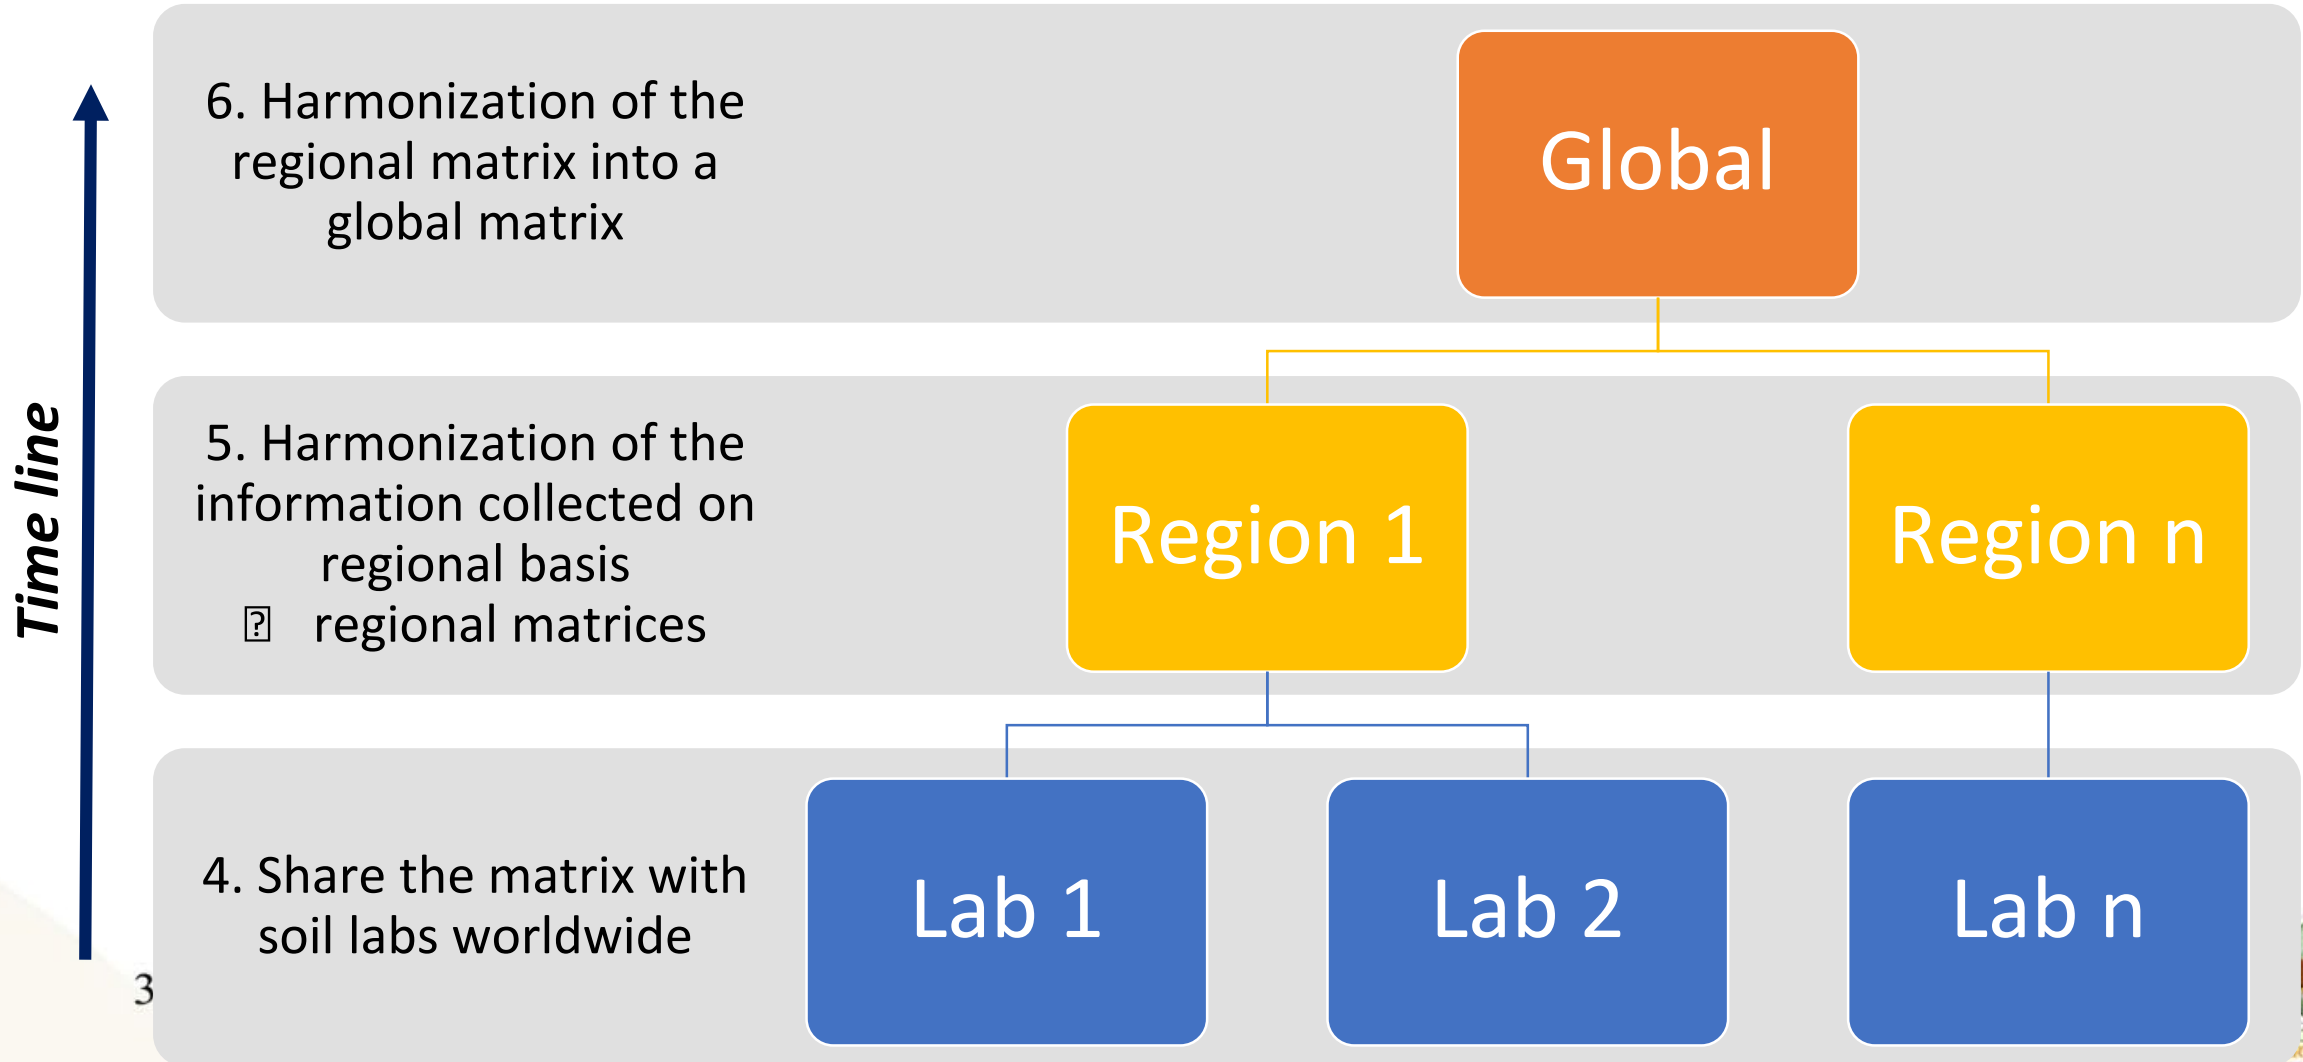 6. Harmonization of the
regional matrix into a
global matrix
Global
Time line
5. Harmonization of the
information collected on
regional basis
⍰ regional matrices
Region 1
Region n
4. Share the matrix with
soil labs worldwide
Lab 1
Lab 2
Lab n
3